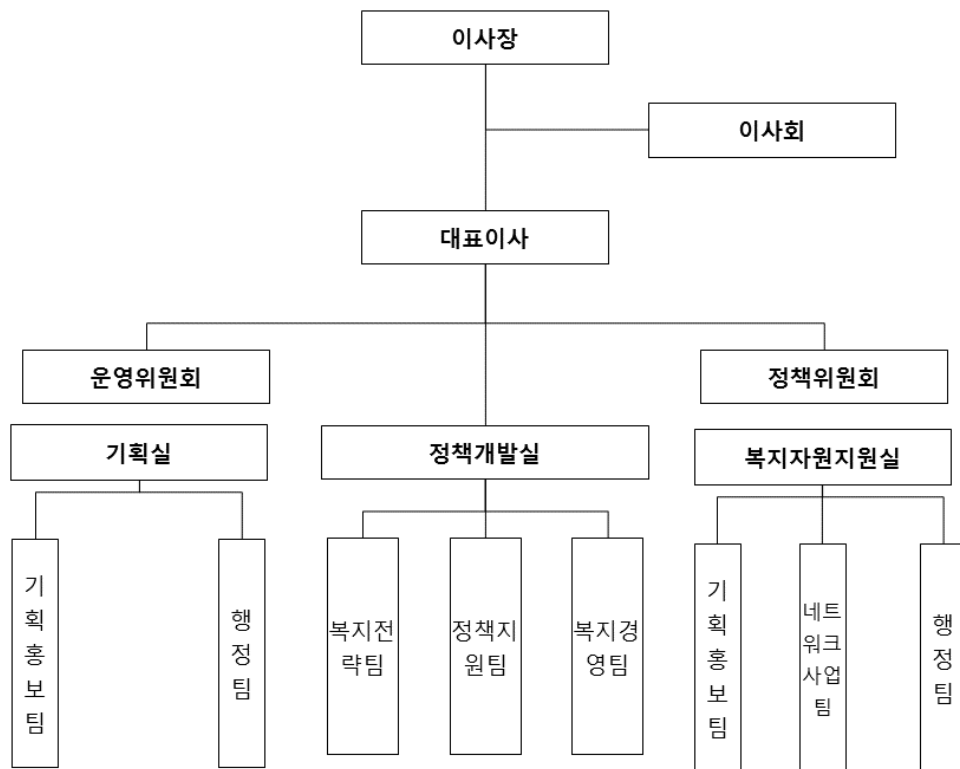 이사장
이사회
대표이사
운영위원회
정책위원회
기획실
정책개발실
복지자원지원실
기
획
홍
보
팀
행
정
팀
복지전
략팀
정책지
원팀
복지경
영팀
기
획
홍
보
팀
네트
워크
사업
팀
행
정
팀